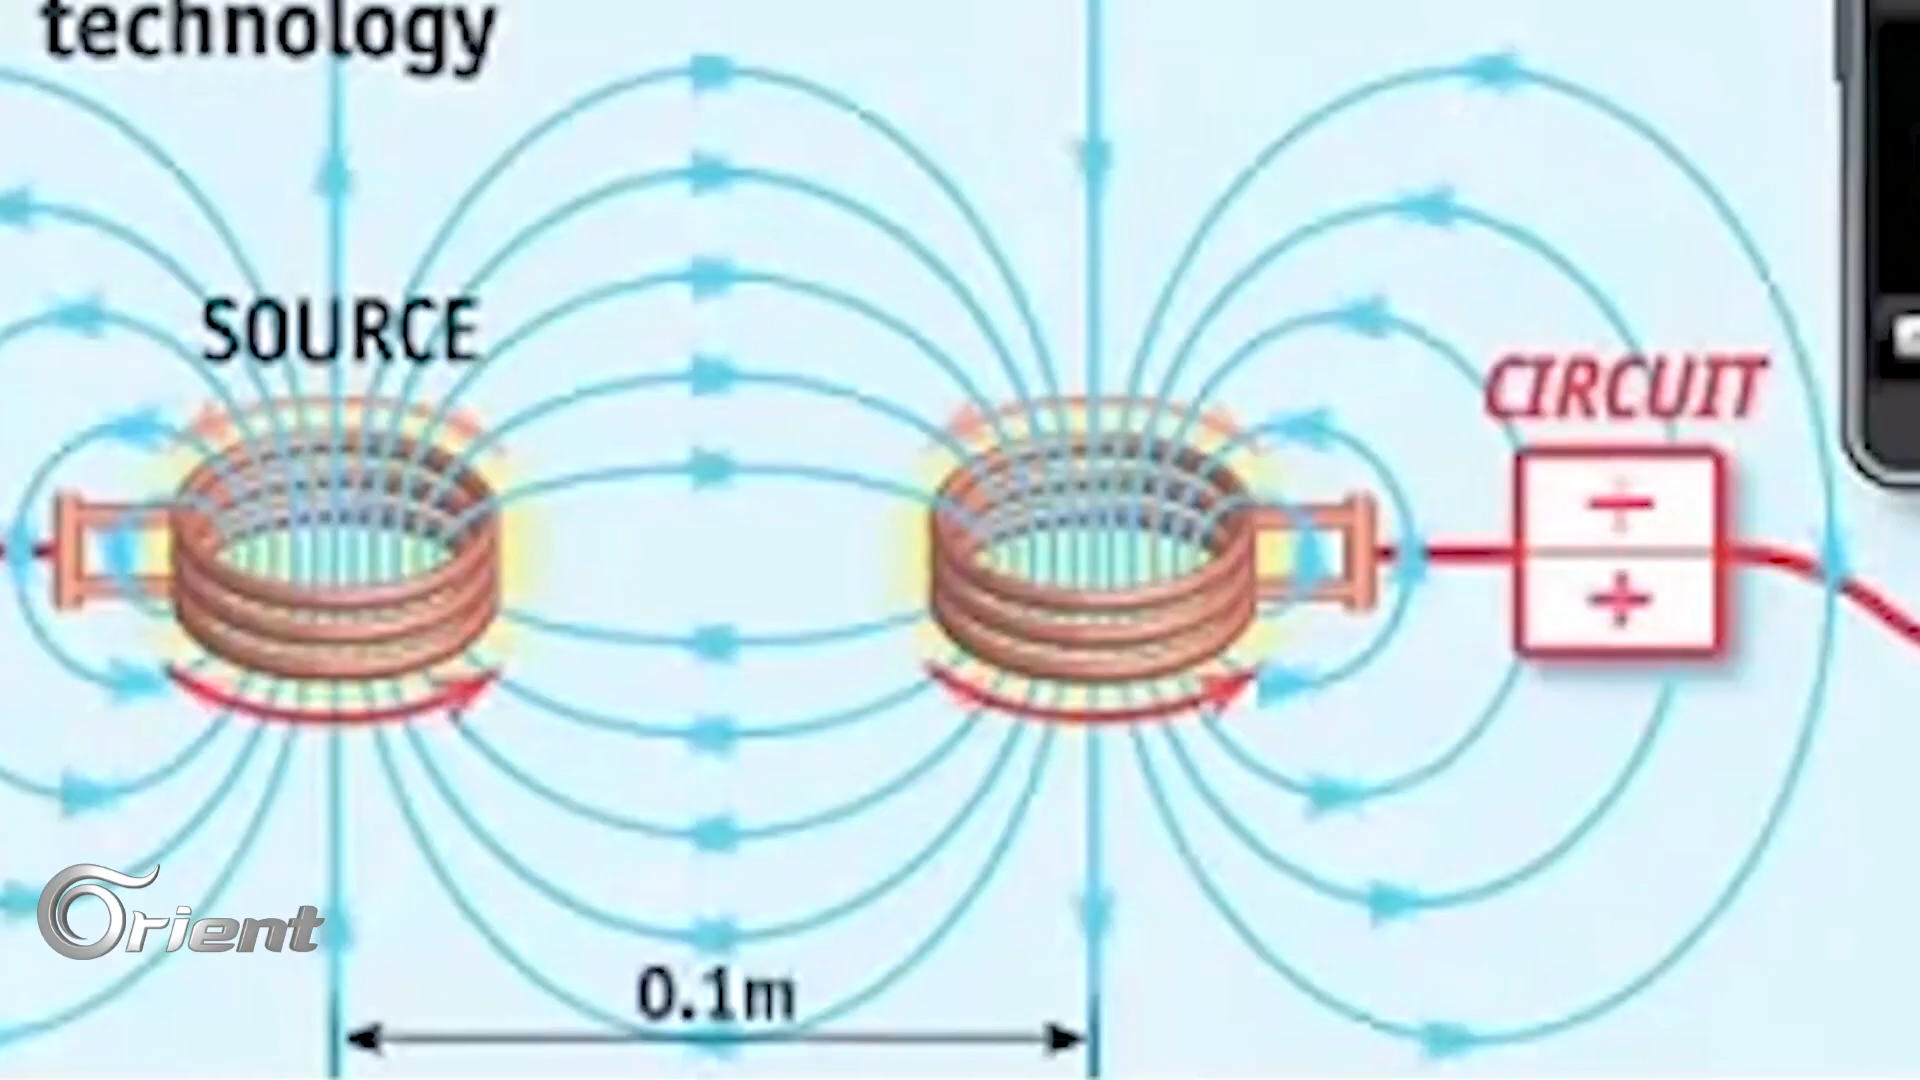 technology
SOURCE
CIRCUIT
−
+
0.1m
Orient